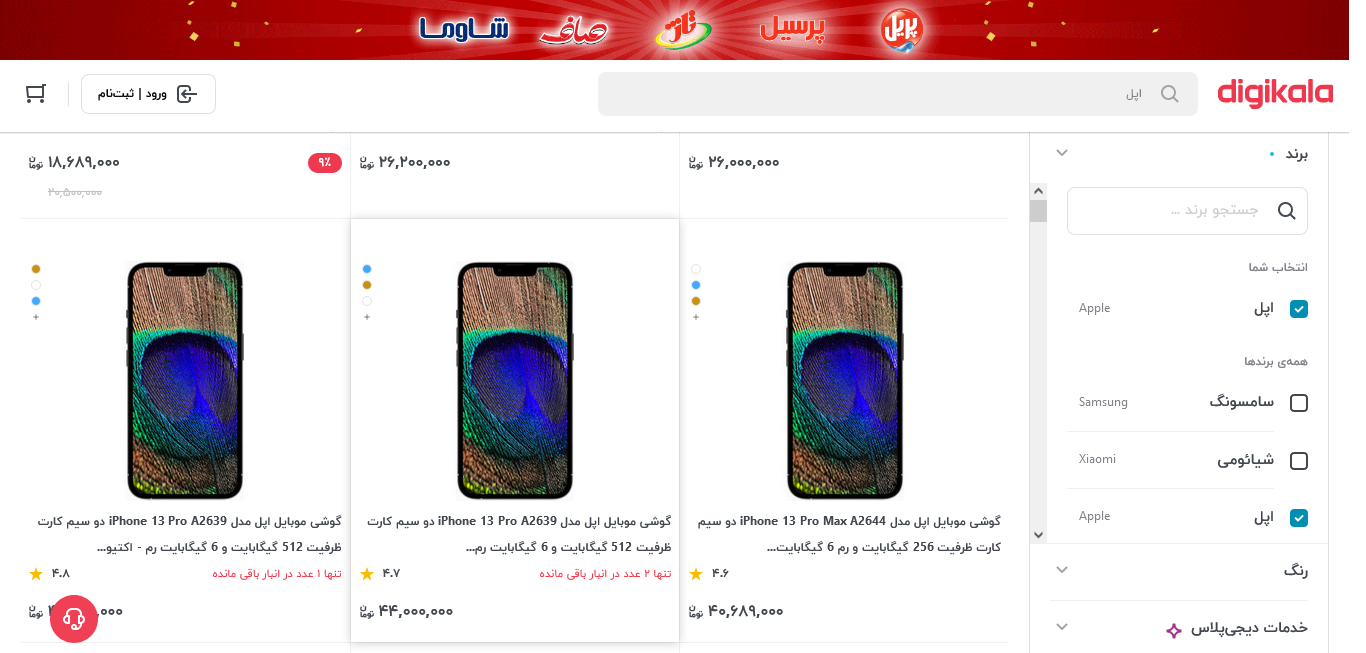 پریل
پرسیل
تاژ
صاف
شاوما
digikala
اپل
ورود | ثبت‌نام
برند
جستجو برند ...
انتخاب شما
اپل
Apple
همه‌ی برندها
سامسونگ
Samsung
شیائومی
Xiaomi
اپل
Apple
رنگ
خدمات دیجی‌پلاس
۲۶,۰۰۰,۰۰۰ تومان
۲۶,۲۰۰,۰۰۰ تومان
۹٪
۱۸,۶۸۹,۰۰۰ تومان
۲۰,۵۰۰,۰۰۰
گوشی موبایل اپل مدل iPhone 13 Pro Max A2644 دو سیم
کارت ظرفیت 256 گیگابایت و رم 6 گیگابایت...
۴.۶
۴۰,۶۸۹,۰۰۰ تومان
گوشی موبایل اپل مدل iPhone 13 Pro A2639 دو سیم‌ کارت
ظرفیت 512 گیگابایت و 6 گیگابایت رم...
تنها ۲ عدد در انبار باقی مانده
۴.۷
۴۴,۰۰۰,۰۰۰ تومان
گوشی موبایل اپل مدل iPhone 13 Pro A2639 دو سیم‌ کارت
ظرفیت 512 گیگابایت و 6 گیگابایت رم - اکتیو...
تنها ۱ عدد در انبار باقی مانده
۴.۸
تومان